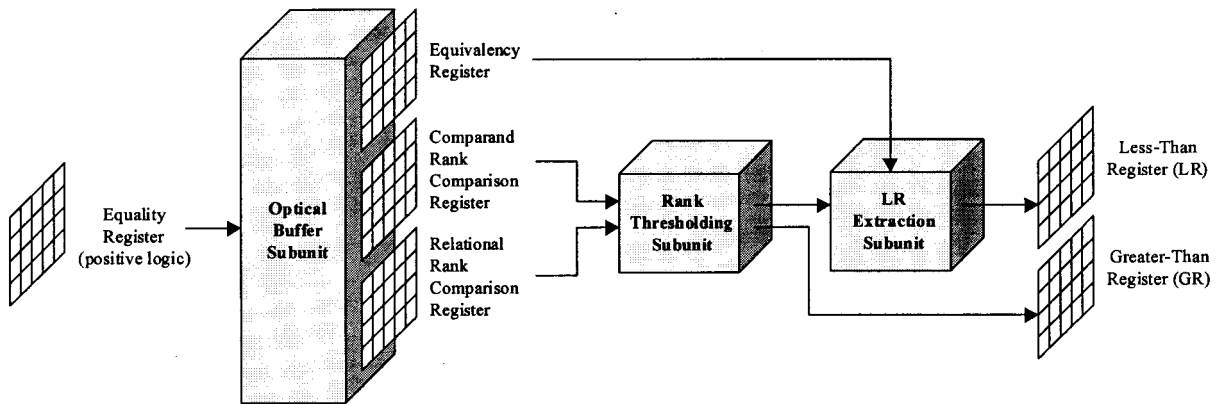 Equality
Register
(positive logic)
Optical
Buffer
Subunit
Equivalency
Register
Comparand
Rank
Comparison
Register
Relational
Rank
Comparison
Register
Rank
Thresholding
Subunit
LR
Extraction
Subunit
Less-Than
Register (LR)
Greater-Than
Register (GR)